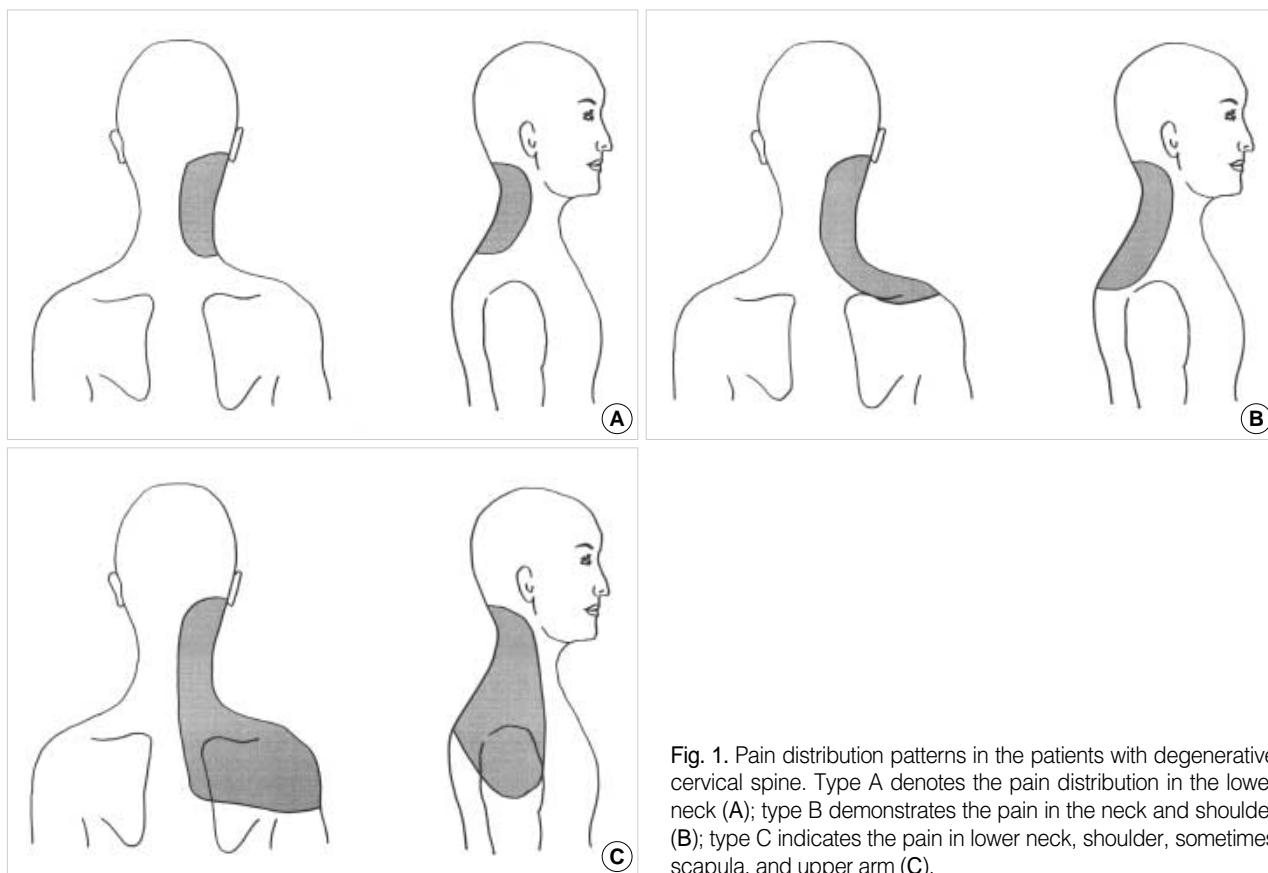 A
B
C
Fig. 1. Pain distribution patterns in the patients with degenerative
cervical spine. Type A denotes the pain distribution in the lower
neck (A); type B demonstrates the pain in the neck and shoulder
(B); type C indicates the pain in lower neck, shoulder, sometimes
scapula, and upper arm (C).